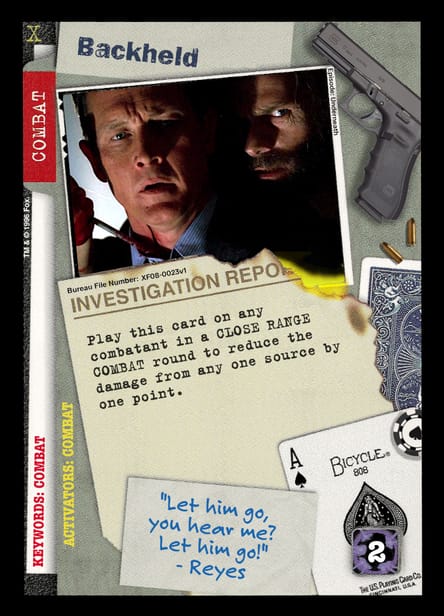 X
Backheld
COMBAT
Episode: Underneath
TM & © 1996 Fox.
Bureau File Number: XF08-0023v1
INVESTIGATION REPO
Play this card on any
combatant in a CLOSE RANGE
COMBAT round to reduce the
damage from any one source by
one point.
KEYWORDS: COMBAT
ACTIVATORS: COMBAT
"Let him go,
you hear me?
Let him go!"
- Reyes
A
BICYCLE®
808
2
THE U.S. PLAYING CARD CO.
CINCINNATI, U.S.A.